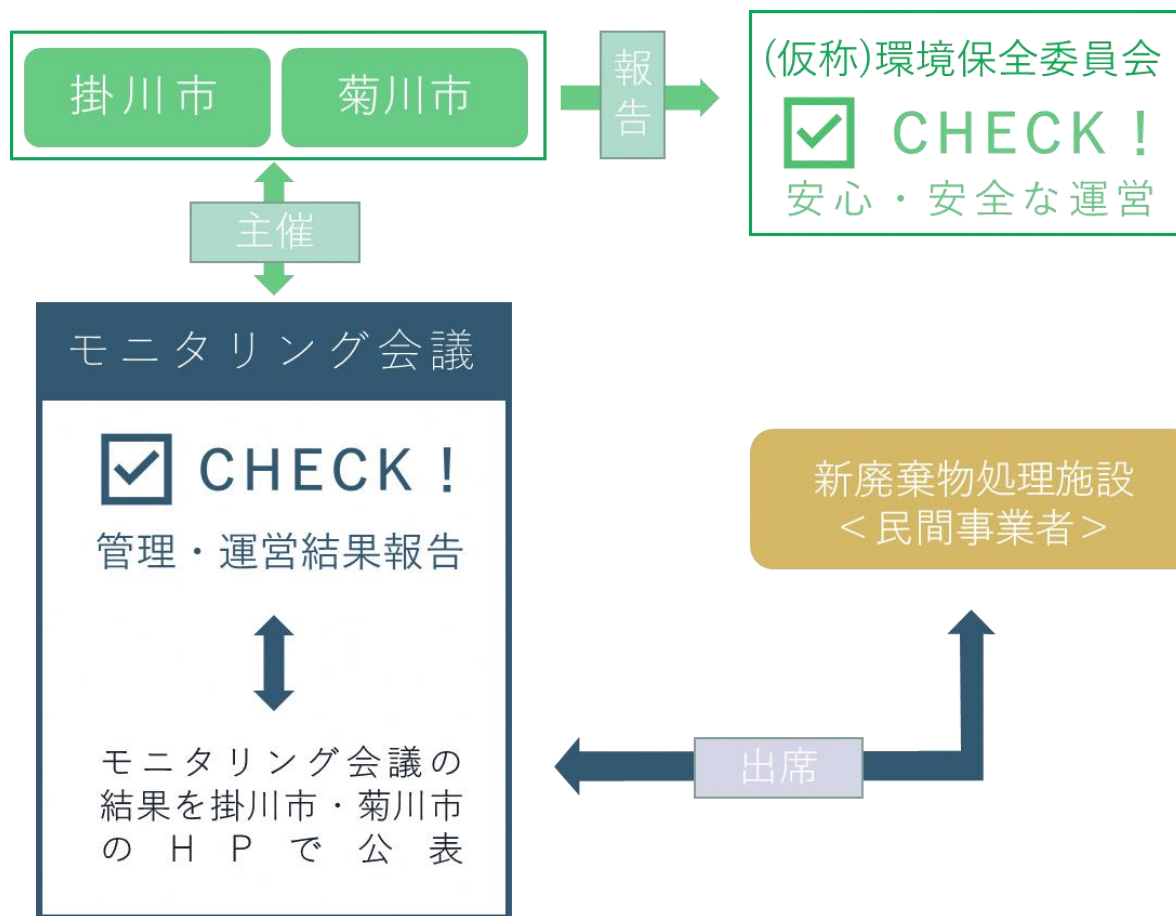 掛川市
菊川市
報告
(仮称)環境保全委員会
CHECK！
安心・安全な運営
主催
モニタリング会議
CHECK！
管理・運営結果報告
モニタリング会議の
結果を掛川市・菊川市
のＨＰで公表
新廃棄物処理施設
＜民間事業者＞
出席